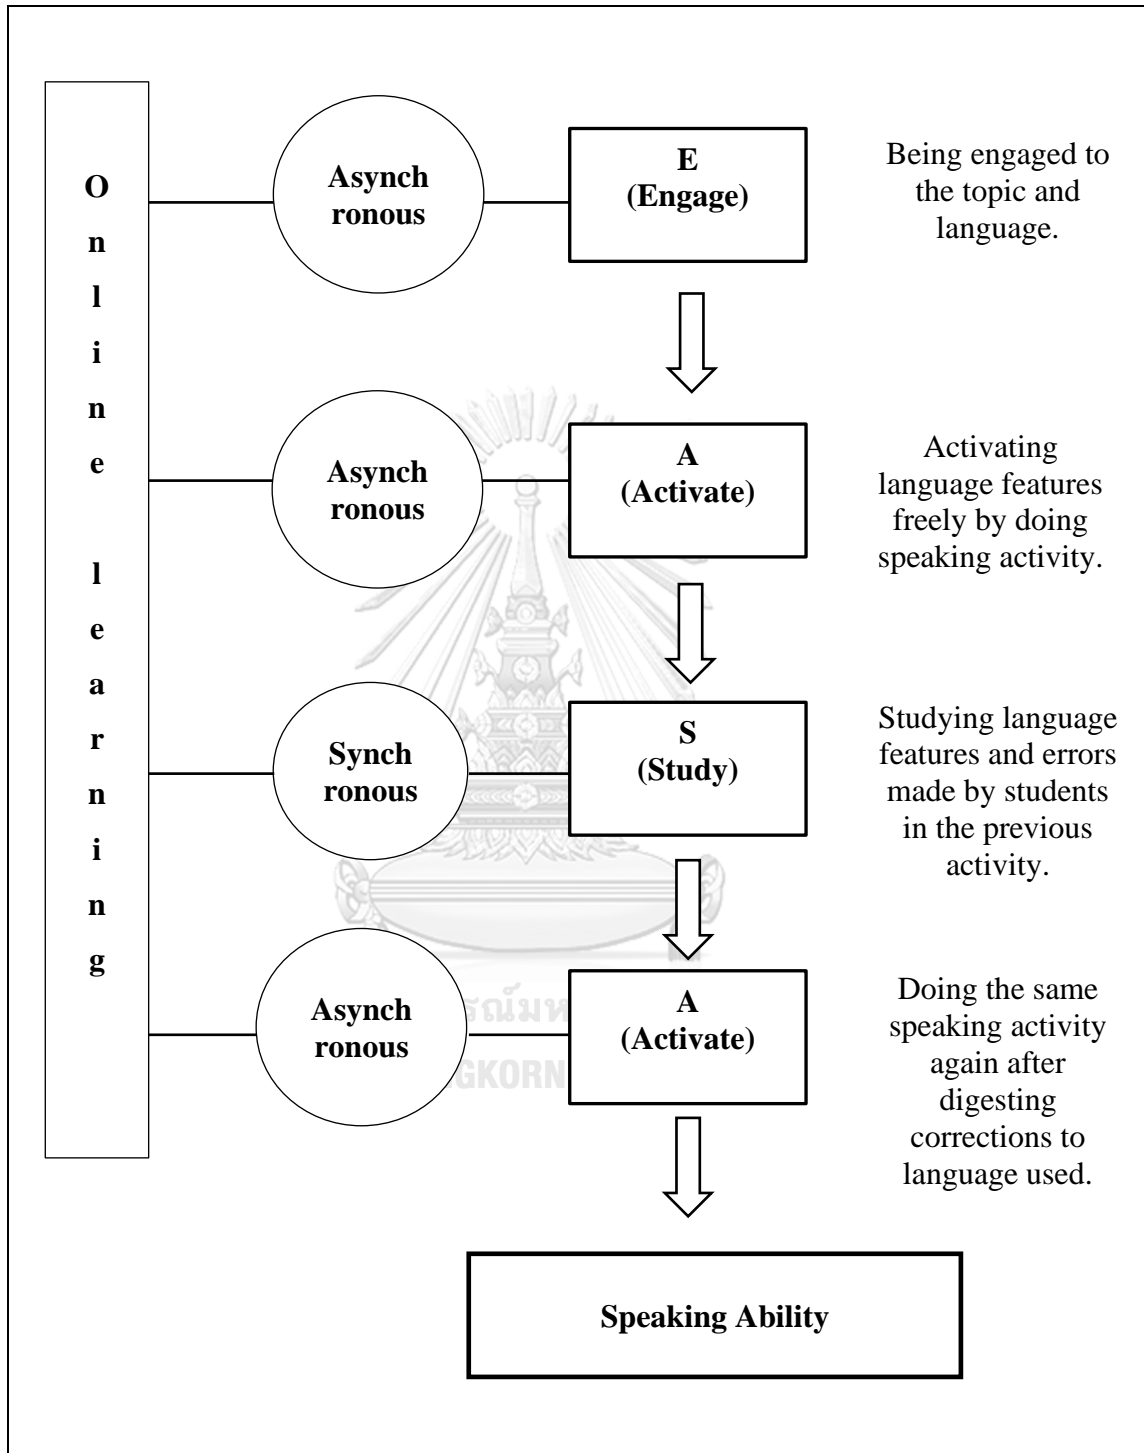 Online learning
Asynch
ronous
E
(Engage)
Being engaged to
the topic and
language.
Asynch
ronous
A
(Activate)
Activating
language features
freely by doing
speaking activity.
Synch
ronous
S
(Study)
Studying language
features and errors
made by students
in the previous
activity.
Asynch
ronous
A
(Activate)
Doing the same
speaking activity
again after
digesting
corrections to
language used.
Speaking Ability